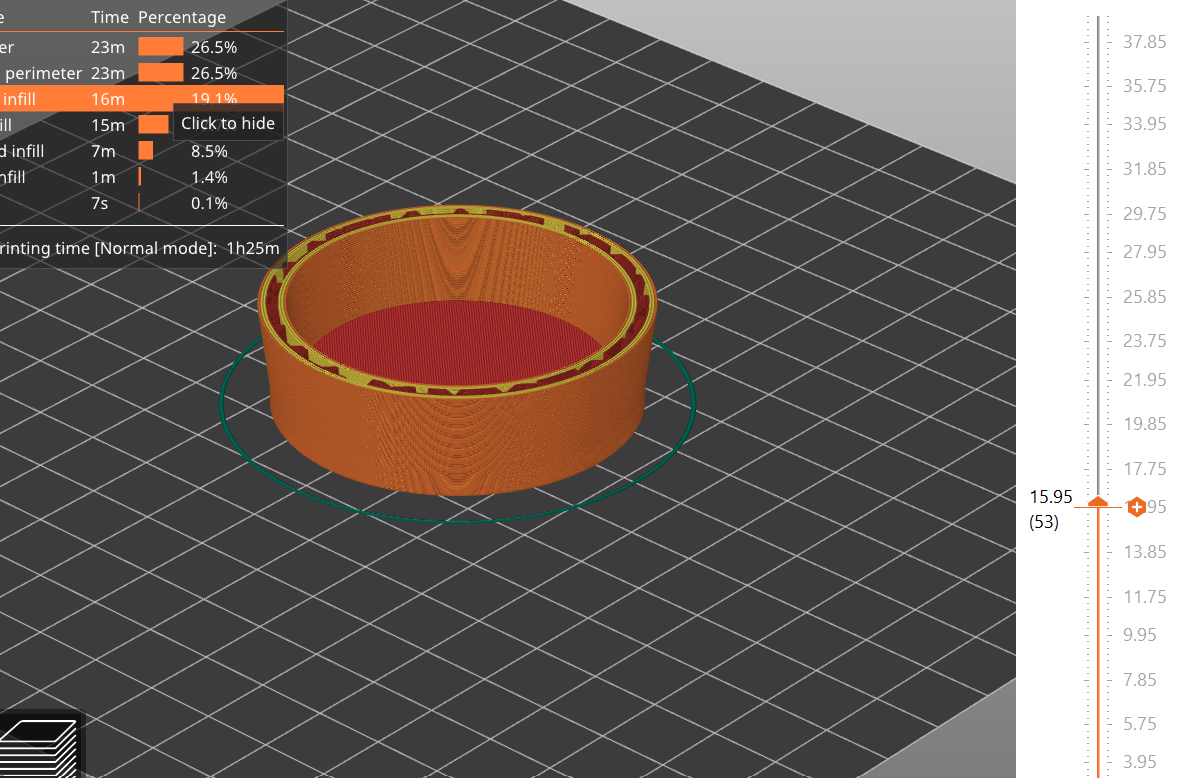 e Time Percentage
er 23m 26.5%
perimeter 23m 26.5%
infill 16m 19.1%
ill 15m
Click to hide
d infill 7m 8.5%
nfill 1m 1.4%
7s 0.1%
rinting time [Normal mode]: 1h25m
37.85
35.75
33.95
31.85
29.75
27.95
25.85
23.75
21.95
19.85
17.75
15.95
(53)
95
13.85
11.75
9.95
7.85
5.75
3.95